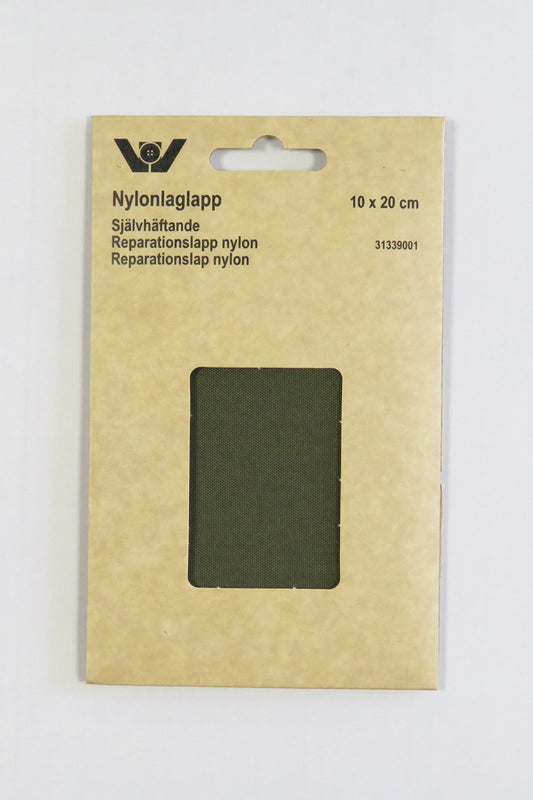 Nylonlaglapp 10 x 20 cm
Självhäftande
Reparationslapp nylon 31339001
Reparationslap nylon